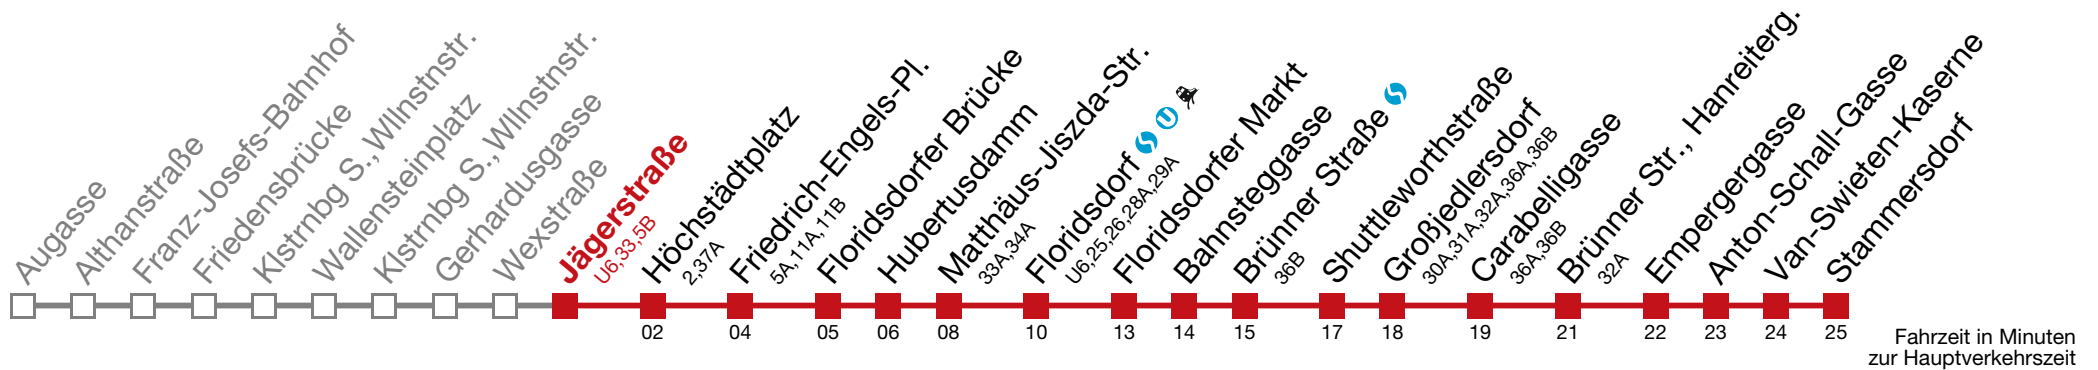 Augasse
Althanstraße
Franz-Josefs-Bahnhof
Friedensbrücke
Klstrnbg S., Wllnstnstr.
Wallensteinplatz
Klstrnbg S., Wllnstnstr.
Gerhardusgasse
Wexstraße
Jägerstraße
U6,33,5B
Höchstädtplatz
2,37A
02
Friedrich-Engels-Pl.
5A,11A,11B
04
Floridsdorfer Brücke
05
Hubertusdamm
06
Matthäus-Jiszda-Str.
33A,34A
08
Floridsdorf S U
U6,25,26,28A,29A
10
Floridsdorfer Markt
13
Bahnsteggasse
14
Brünner Straße S
36B
15
Shuttleworthstraße
17
Großjedlersdorf
30A,31A,32A,36A,36B
18
Carabelligasse
36A,36B
19
Brünner Str., Hanreiterg.
32A
21
Empergergasse
22
Anton-Schall-Gasse
23
Van-Swieten-Kaserne
24
Stammersdorf
25
Fahrzeit in Minuten
zur Hauptverkehrszeit